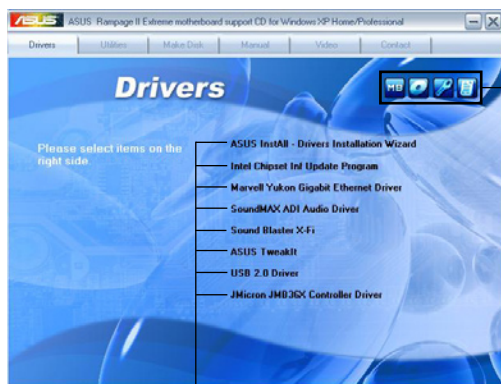 ASUS Rampage II Extreme motherboard support CD for Windows XP Home/Professional
Drivers Utilities Make Disk Manual Video Contact
Drivers
MB
Please select items on the
right side.
ASUS InstAll - Drivers Installation Wizard
Intel Chipset Inf Update Program
Marvell Yukon Gigabit Ethernet Driver
SoundMAX ADI Audio Driver
Sound Blaster X-Fi
ASUS TweakIt
USB 2.0 Driver
JMicron JMB36X Controller Driver